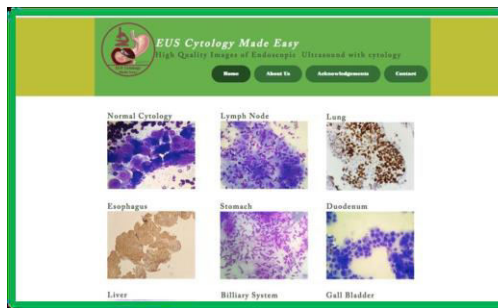 EUS Cytology Made Easy
High Quality Images of Endoscopic Ultrasound with cytology
Home About Us Acknowledgements Contact
Normal Cytology Lymph Node Lung
Esophagus Stomach Duodenum
Liver Billiary System Gall Bladder